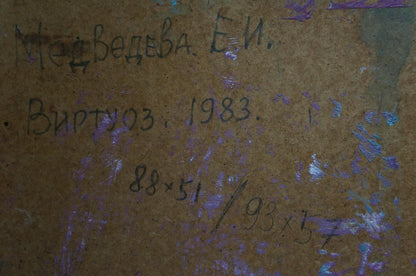 Медведева. Е. И.
Виртуоз. 1983.
88×51 / 93×57